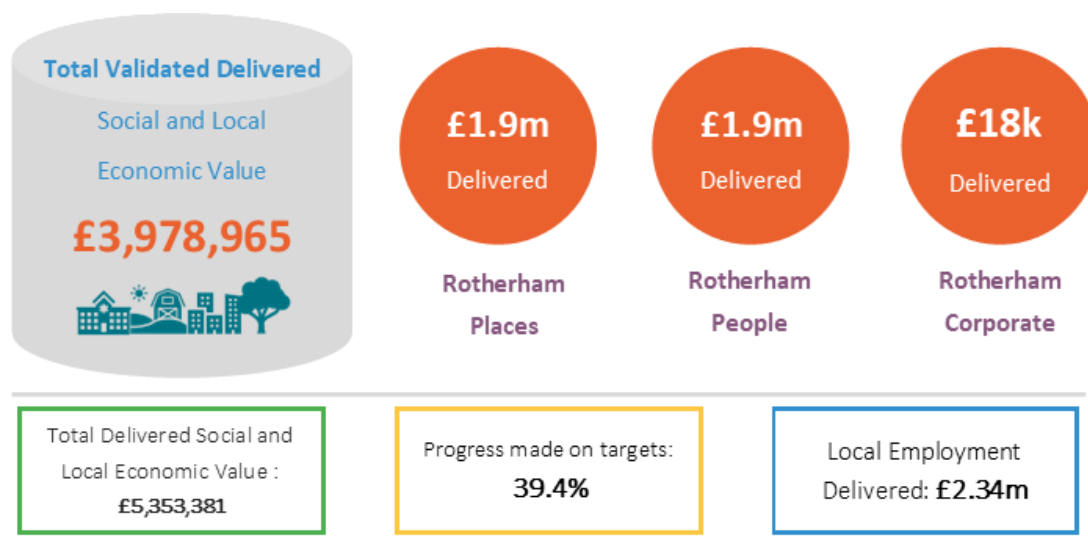 Total Validated Delivered
Social and Local
Economic Value
£3,978,965
£1.9m
Delivered
Rotherham
Places
£1.9m
Delivered
Rotherham
People
£18k
Delivered
Rotherham
Corporate
Total Delivered Social and
Local Economic Value :
£5,353,381
Progress made on targets:
39.4%
Local Employment
Delivered: £2.34m